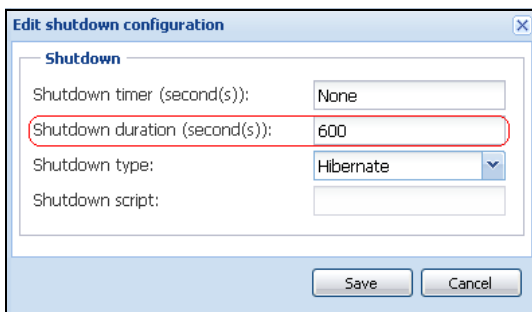 Edit shutdown configuration
Shutdown
Shutdown timer (second(s)): None
Shutdown duration (second(s)): 600
Shutdown type: Hibernate
Shutdown script:
Save Cancel